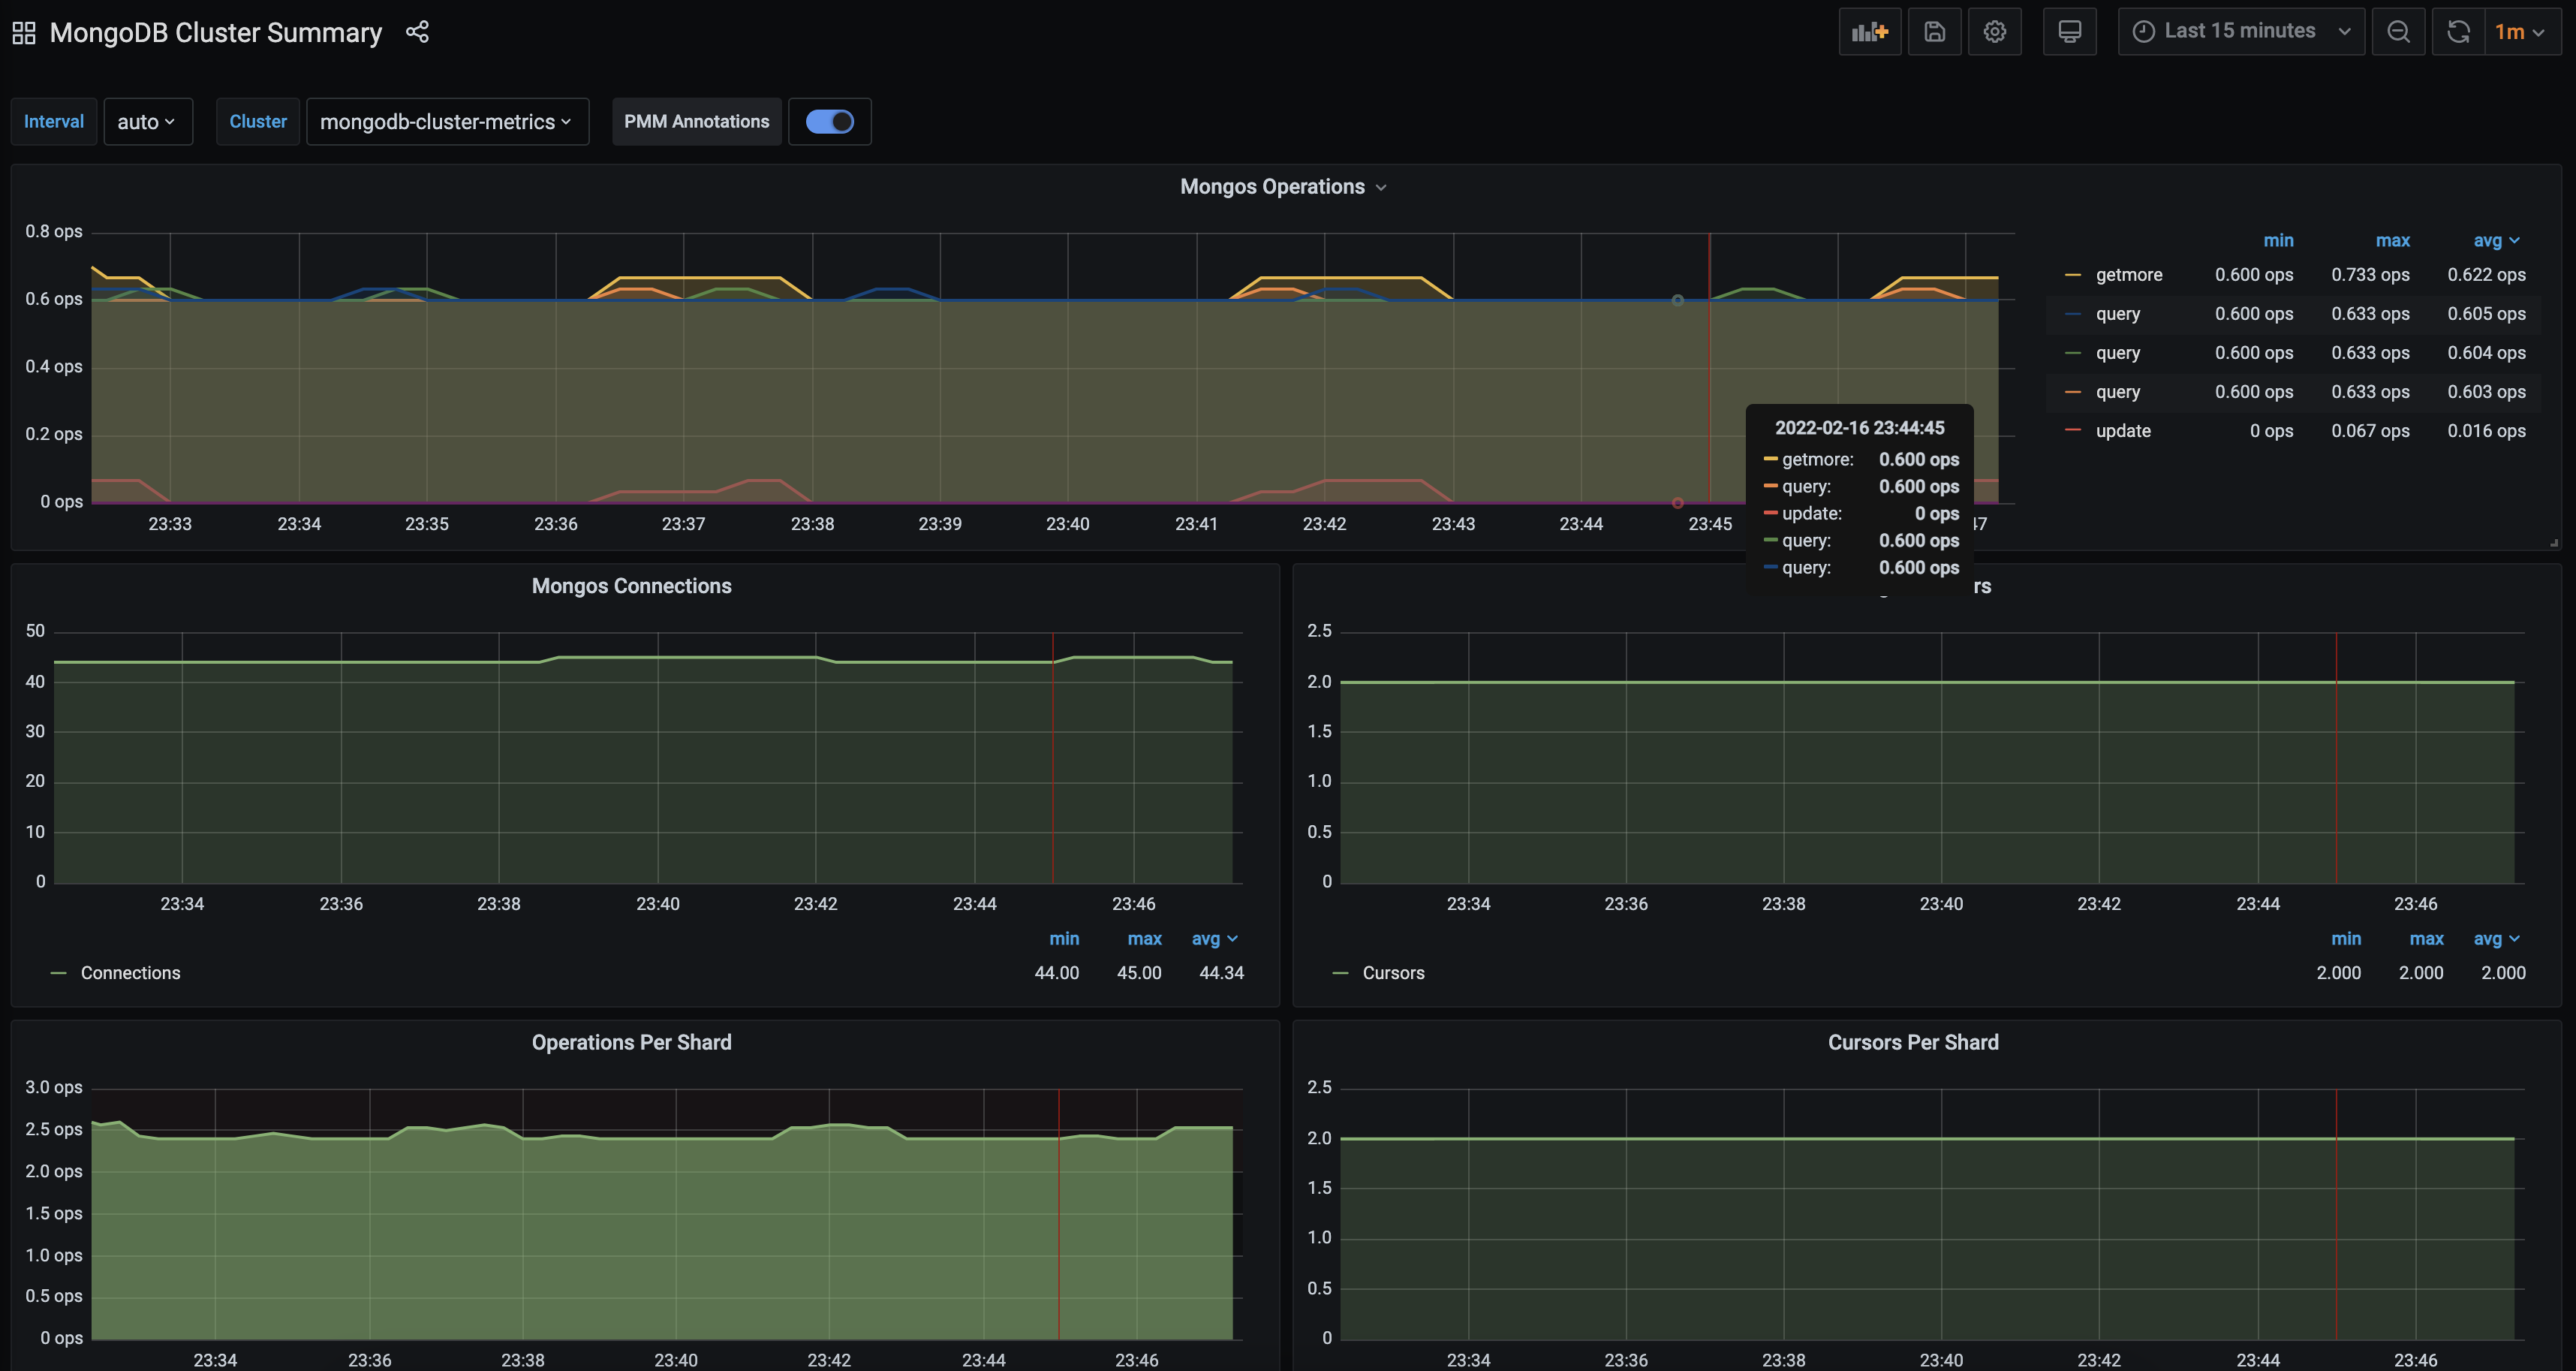 MongoDB Cluster Summary
Last 15 minutes
1m
Interval auto Cluster mongodb-cluster-metrics PMM Annotations
Mongos Operations
0.8 ops
0.6 ops
0.4 ops
0.2 ops
0 ops
23:33 23:34 23:35 23:36 23:37 23:38 23:39 23:40 23:41 23:42 23:43 23:44 23:45 47
min max avg
getmore 0.600 ops 0.733 ops 0.622 ops
query 0.600 ops 0.633 ops 0.605 ops
query 0.600 ops 0.633 ops 0.604 ops
query 0.600 ops 0.633 ops 0.603 ops
update 0 ops 0.067 ops 0.016 ops
2022-02-16 23:44:45
getmore: 0.600 ops
query: 0.600 ops
update: 0 ops
query: 0.600 ops
query: 0.600 ops
Mongos Connections
50
40
30
20
10
0
23:34 23:36 23:38 23:40 23:42 23:44 23:46
min max avg
Connections 44.00 45.00 44.34
rs
2.5
2.0
1.5
1.0
0.5
0
23:34 23:36 23:38 23:40 23:42 23:44 23:46
min max avg
Cursors 2.000 2.000 2.000
Operations Per Shard
3.0 ops
2.5 ops
2.0 ops
1.5 ops
1.0 ops
0.5 ops
0 ops
23:34 23:36 23:38 23:40 23:42 23:44 23:46
Cursors Per Shard
2.5
2.0
1.5
1.0
0.5
0
23:34 23:36 23:38 23:40 23:42 23:44 23:46